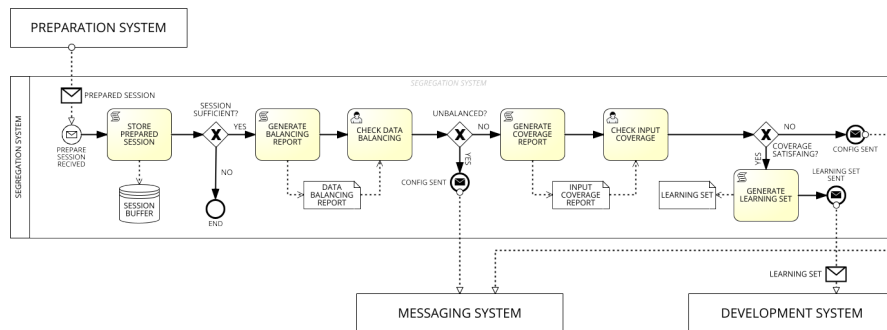 PREPARATION SYSTEM
SEGREGATION SYSTEM
SEGREGATION SYSTEM
PREPARED SESSION
PREPARE
SESSION
RECIVED
STORE
PREPARED
SESSION
SESSION
BUFFER
SESSION
SUFFICIENT?
YES
NO
END
GENERATE
BALANCING
REPORT
DATA
BALANCING
REPORT
CHECK DATA
BALANCING
UNBALANCED?
NO
YES
CONFIG SENT
GENERATE
COVERAGE
REPORT
INPUT
COVERAGE
REPORT
CHECK INPUT
COVERAGE
NO
COVERAGE
SATISFAING?
YES
CONFIG SENT
GENERATE
LEARNING SET
LEARNING SET
LEARNING SET
SENT
LEARNING SET
MESSAGING SYSTEM
DEVELOPMENT SYSTEM